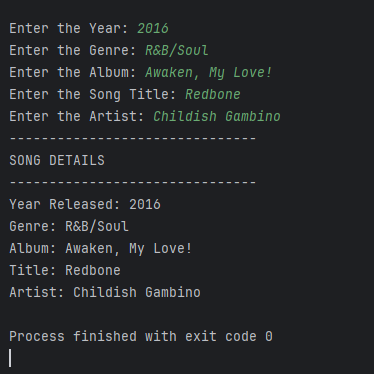 Enter the Year: 2016
Enter the Genre: R&B/Soul
Enter the Album: Awaken, My Love!
Enter the Song Title: Redbone
Enter the Artist: Childish Gambino
-------------------------------
SONG DETAILS
-------------------------------
Year Released: 2016
Genre: R&B/Soul
Album: Awaken, My Love!
Title: Redbone
Artist: Childish Gambino
Process finished with exit code 0